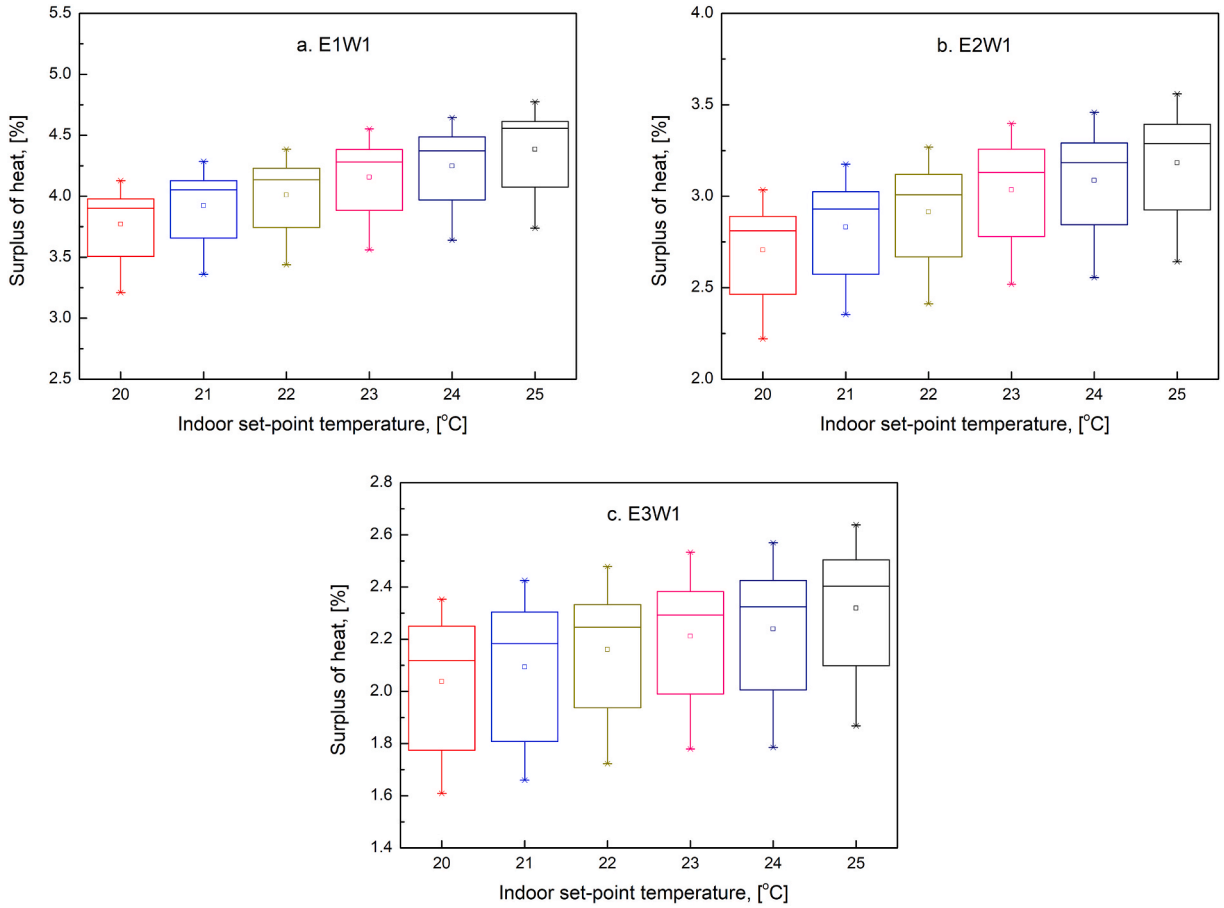 a. E1W1
Surplus of heat, [%]
5.5
5.0
4.5
4.0
3.5
3.0
2.5
20 21 22 23 24 25
Indoor set-point temperature, [°C]
b. E2W1
Surplus of heat, [%]
4.0
3.5
3.0
2.5
2.0
20 21 22 23 24 25
Indoor set-point temperature, [°C]
c. E3W1
Surplus of heat, [%]
2.8
2.6
2.4
2.2
2.0
1.8
1.6
1.4
20 21 22 23 24 25
Indoor set-point temperature, [°C]